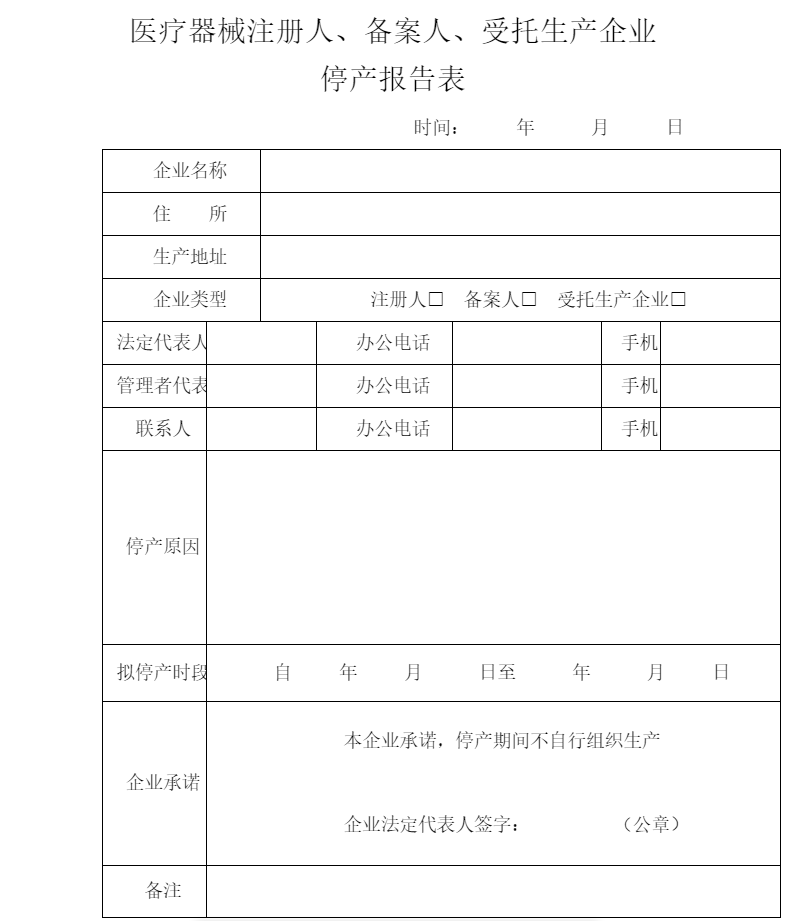 医疗器械注册人、备案人、受托生产企业
停产报告表
时间： 年 月 日
企业名称
住 所
生产地址
企业类型 注册人□ 备案人□ 受托生产企业□
法定代表人 办公电话 手机
管理者代表 办公电话 手机
联系人 办公电话 手机
停产原因
拟停产时段 自 年 月 日至 年 月 日
本企业承诺，停产期间不自行组织生产
企业承诺
企业法定代表人签字： （公章）
备注